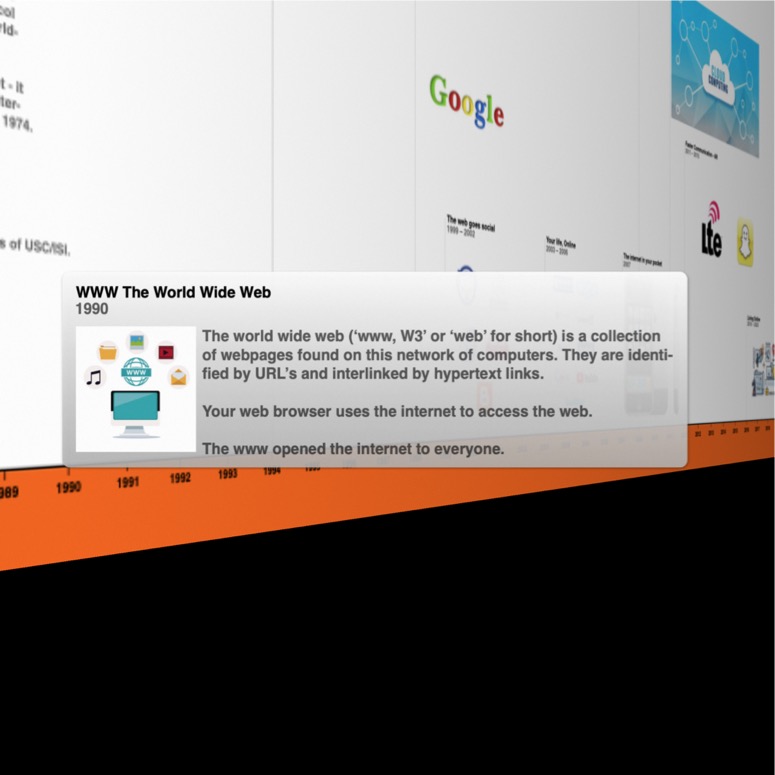 col
rld-
t - it
ter-
1974.
s of USC/ISI.
Google
CLOUD
COMPUTING
The web goes social
1999 – 2002
Your life, Online
The internet in your pocket
2007
lte
WWW The World Wide Web
1990
WWW
The world wide web (‘www, W3’ or ‘web’ for short) is a collection
of webpages found on this network of computers. They are identi-
fied by URL’s and interlinked by hypertext links.
Your web browser uses the internet to access the web.
The www opened the internet to everyone.
989 1990 1991 1992 1993 1994